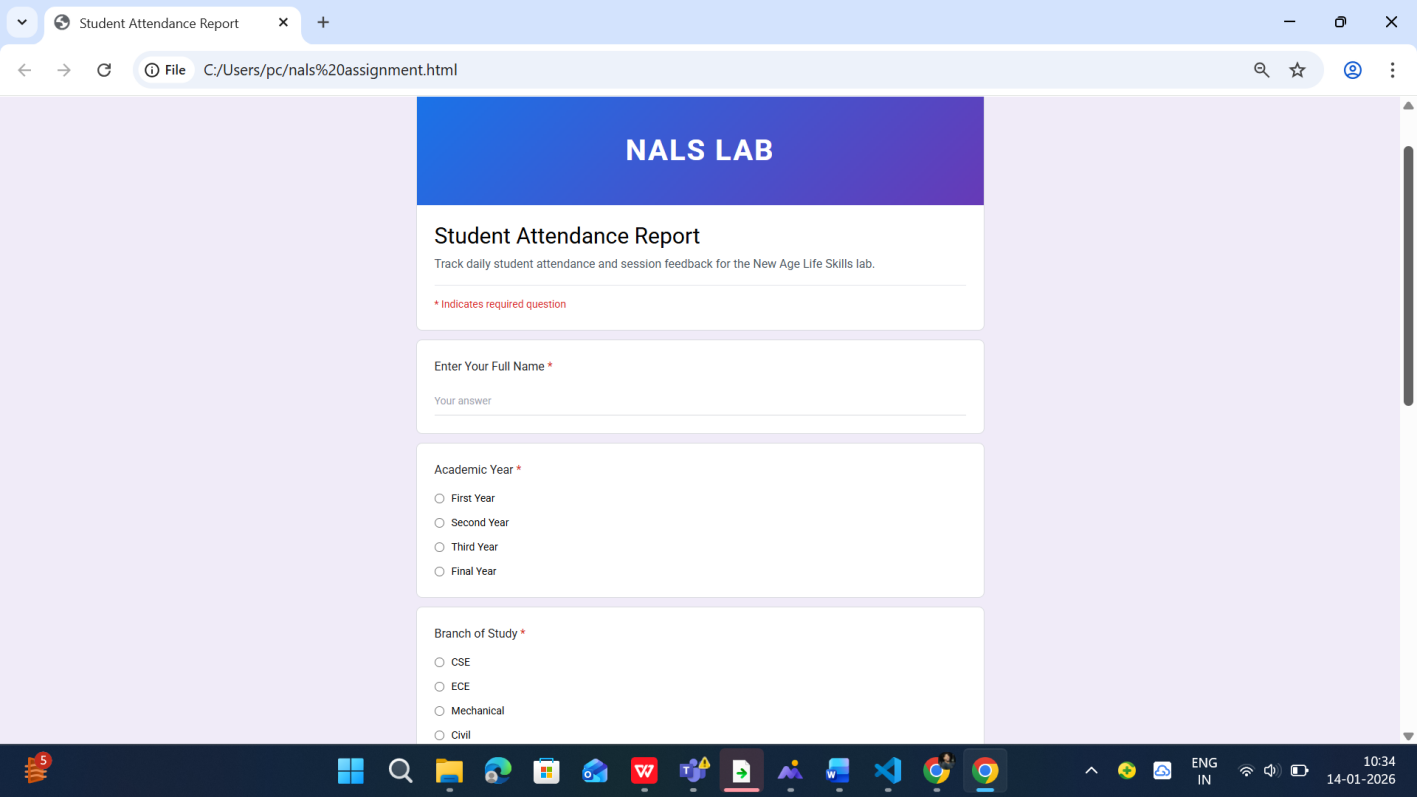 Student Attendance Report
File
C:/Users/pc/nals%20assignment.html
NALS LAB
Student Attendance Report
Track daily student attendance and session feedback for the New Age Life Skills lab.
* Indicates required question
Enter Your Full Name *
Your answer
Academic Year *
First Year
Second Year
Third Year
Final Year
Branch of Study *
CSE
ECE
Mechanical
Civil
5
ENG
IN
10:34
14-01-2026